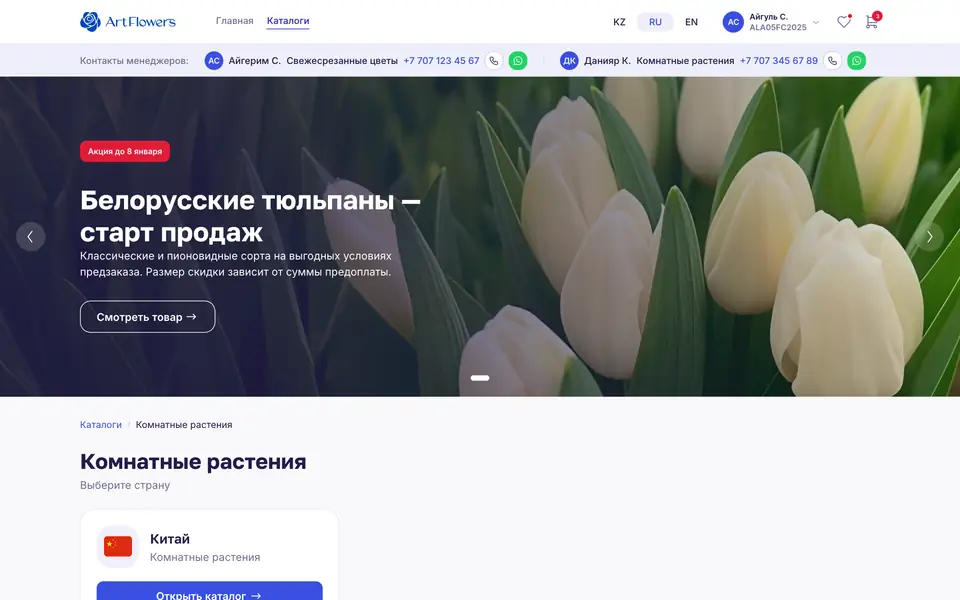 ArtFlowers
Главная Каталоги
KZ RU EN
АС Айгуль С.
ALA05FC2025
3
Контакты менеджеров: АС Айгерим С. Свежесрезанные цветы +7 707 123 45 67 ДК Данияр К. Комнатные растения +7 707 345 67 89
Акция до 8 января
Белорусские тюльпаны —
старт продаж
Классические и пионовидные сорта на выгодных условиях
предзаказа. Размер скидки зависит от суммы предоплаты.
Смотреть товар →
Каталоги / Комнатные растения
Комнатные растения
Выберите страну
Китай
Комнатные растения
Открыть каталог →